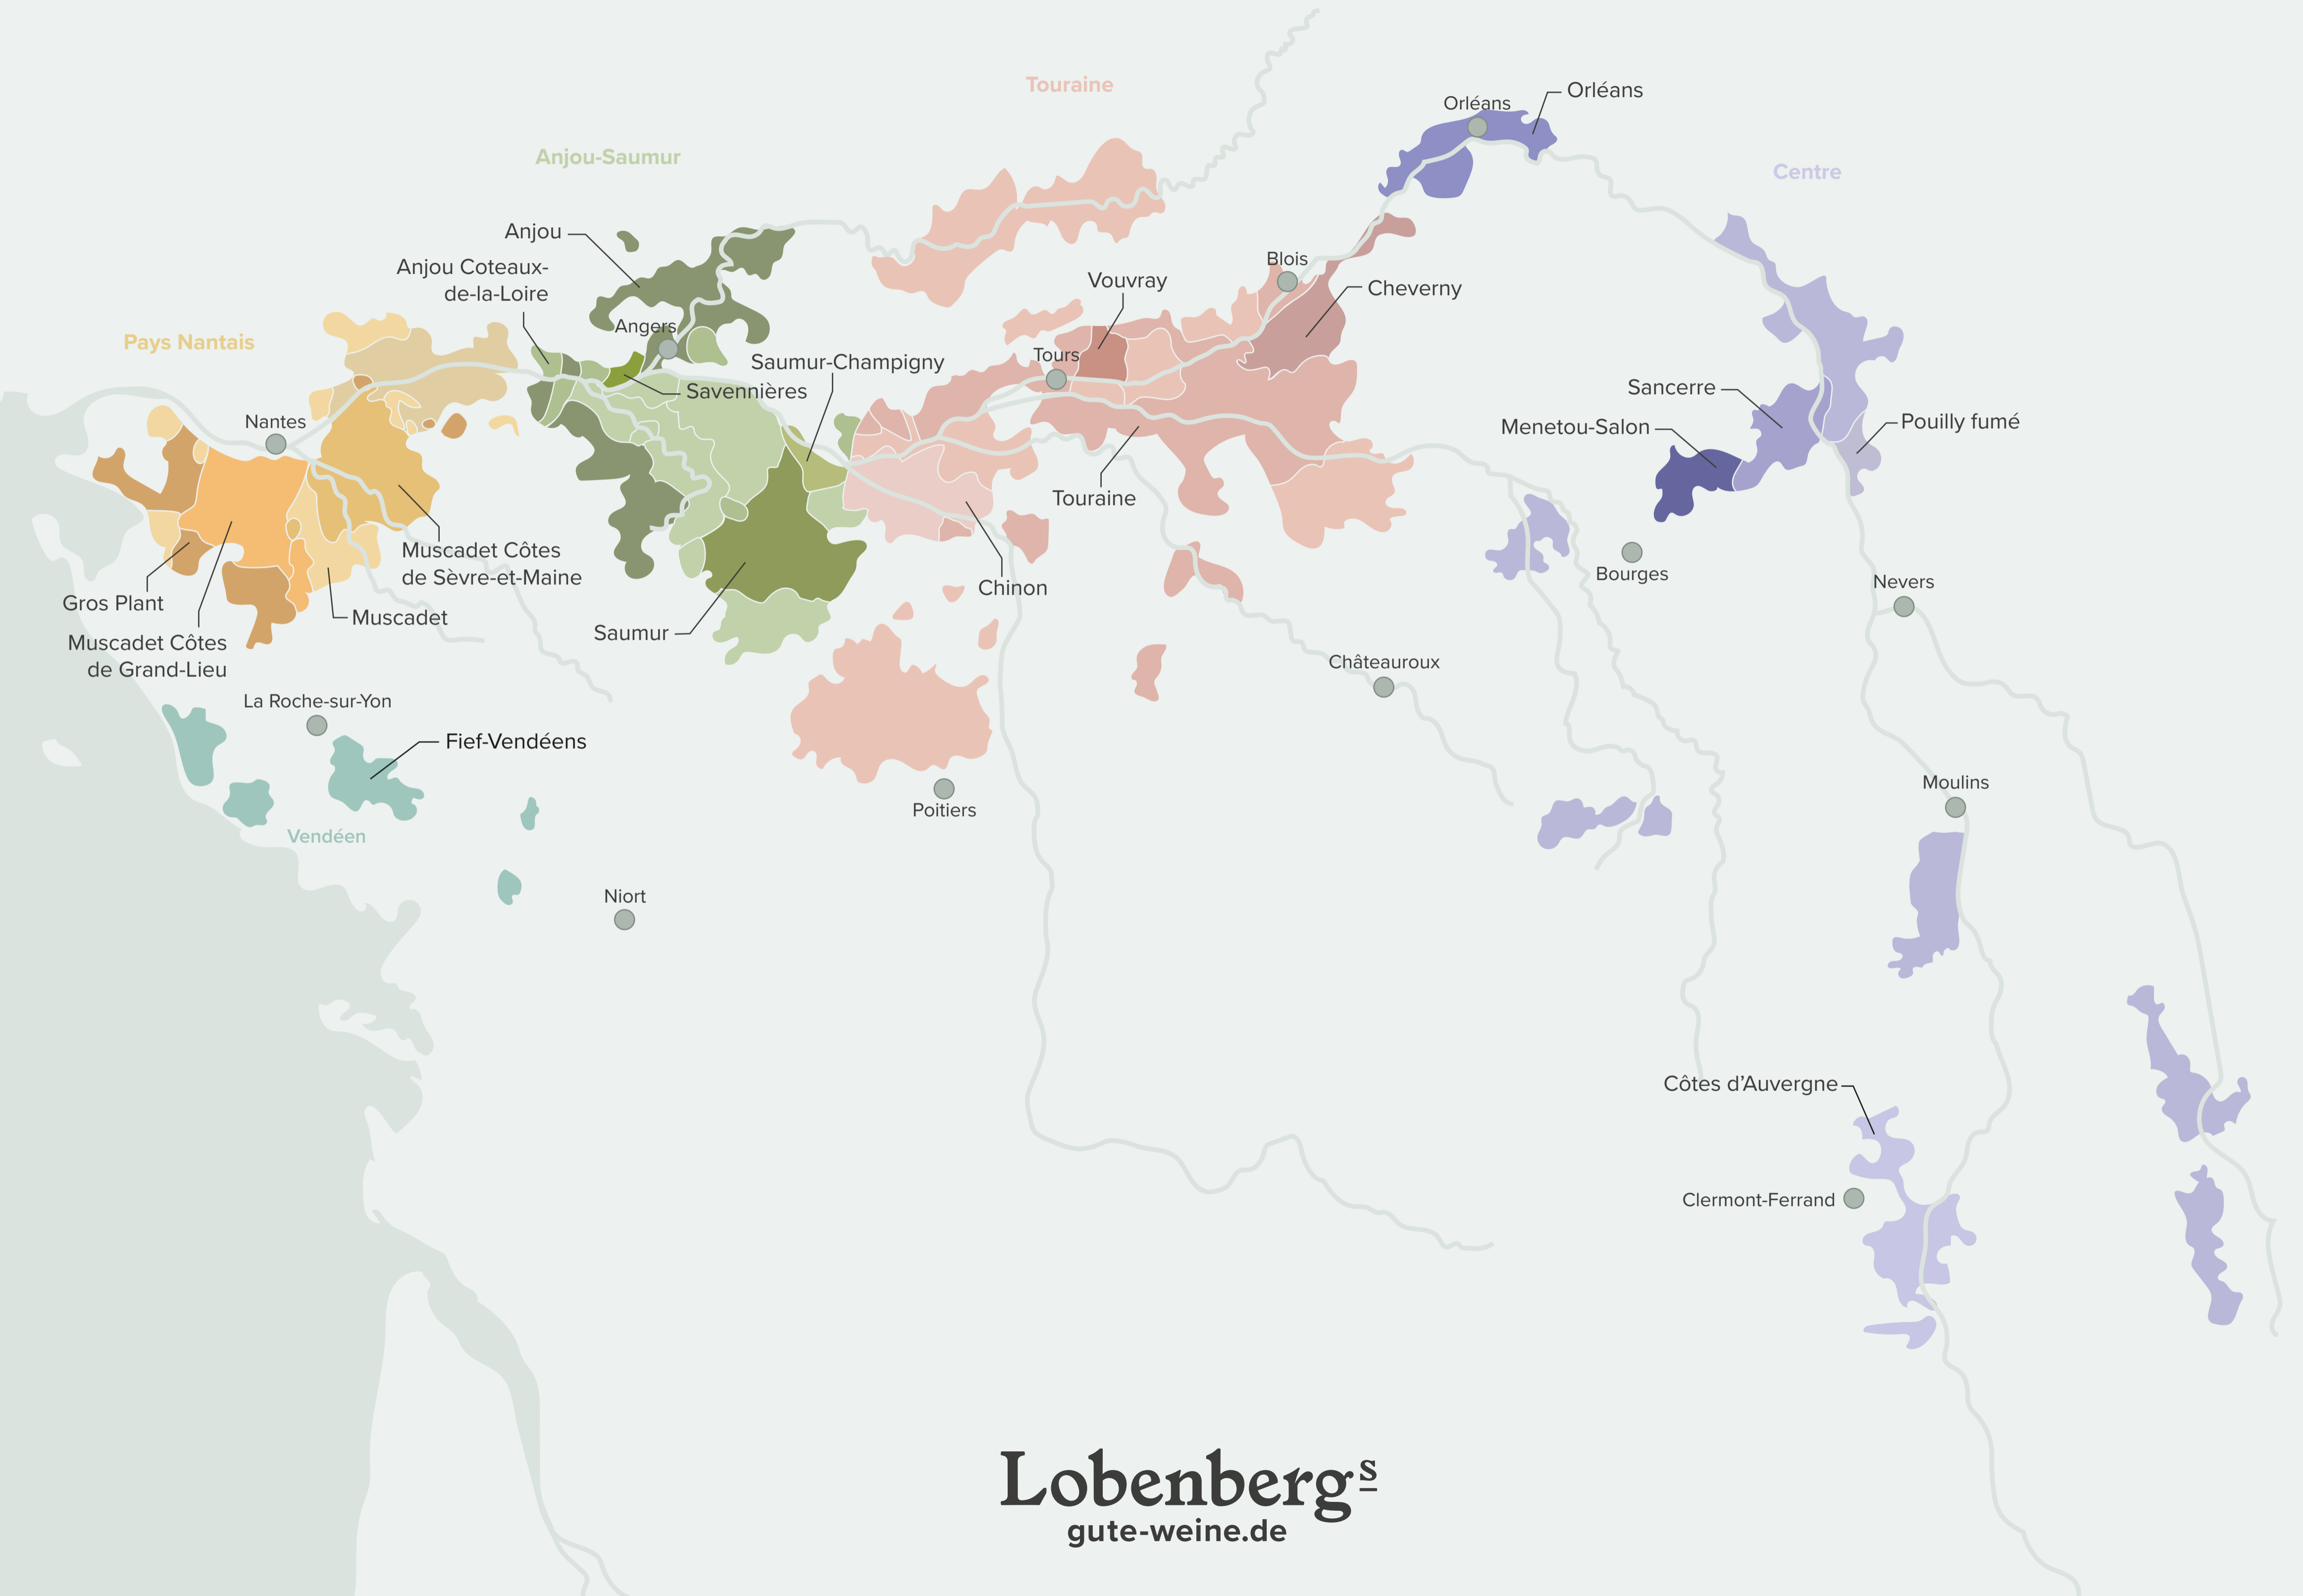 Touraine
Orléans
Orléans
Anjou-Saumur
Centre
Anjou
Anjou Coteaux-
de-la-Loire
Blois
Vouvray
Cheverny
Pays Nantais
Angers
Saumur-Champigny
Tours
Savennières
Sancerre
Nantes
Menetou-Salon
Pouilly fumé
Touraine
Muscadet Côtes
de Sèvre-et-Maine
Bourges
Nevers
Chinon
Gros Plant
Muscadet
Saumur
Muscadet Côtes
de Grand-Lieu
Châteauroux
La Roche-sur-Yon
Fief-Vendéens
Moulins
Poitiers
Vendéen
Niort
Côtes d’Auvergne
Clermont-Ferrand
Lobenbergs
gute-weine.de